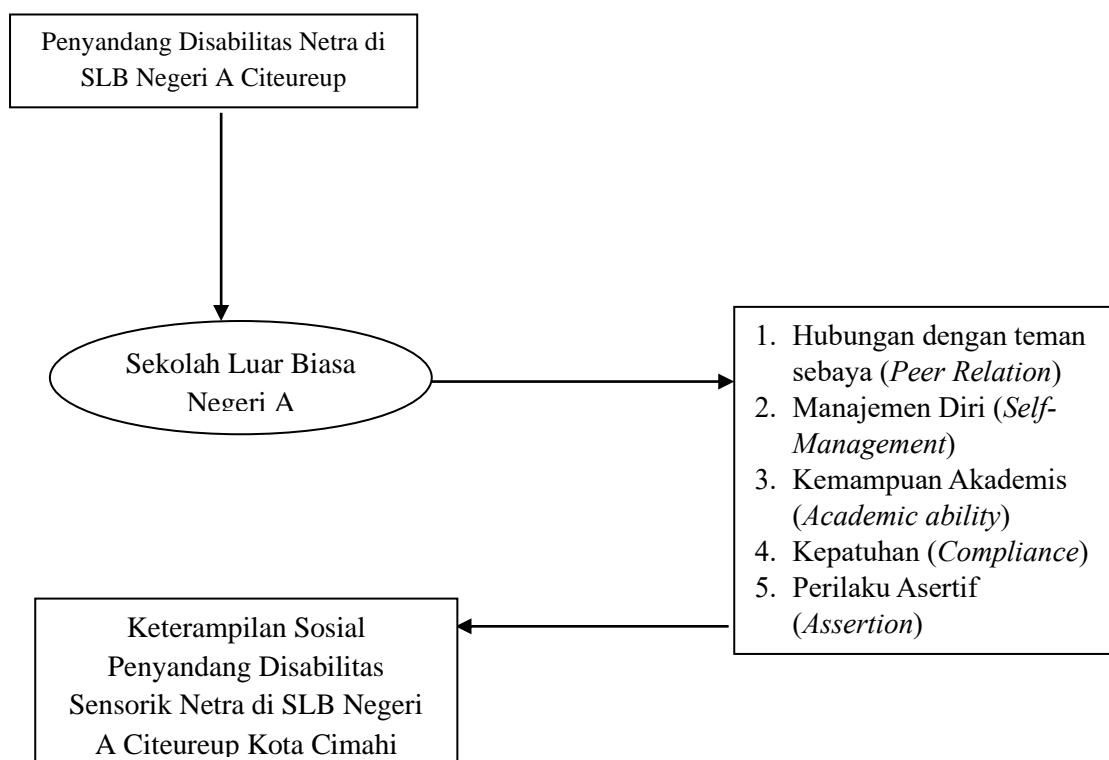 Penyandang Disabilitas Netra di
SLB Negeri A Citeureup
Sekolah Luar Biasa
Negeri A
1. Hubungan dengan teman
sebaya (Peer Relation)
2. Manajemen Diri (Self-
Management)
3. Kemampuan Akademis
(Academic ability)
4. Kepatuhan (Compliance)
5. Perilaku Asertif
(Assertion)
Keterampilan Sosial
Penyandang Disabilitas
Sensorik Netra di SLB Negeri
A Citeureup Kota Cimahi